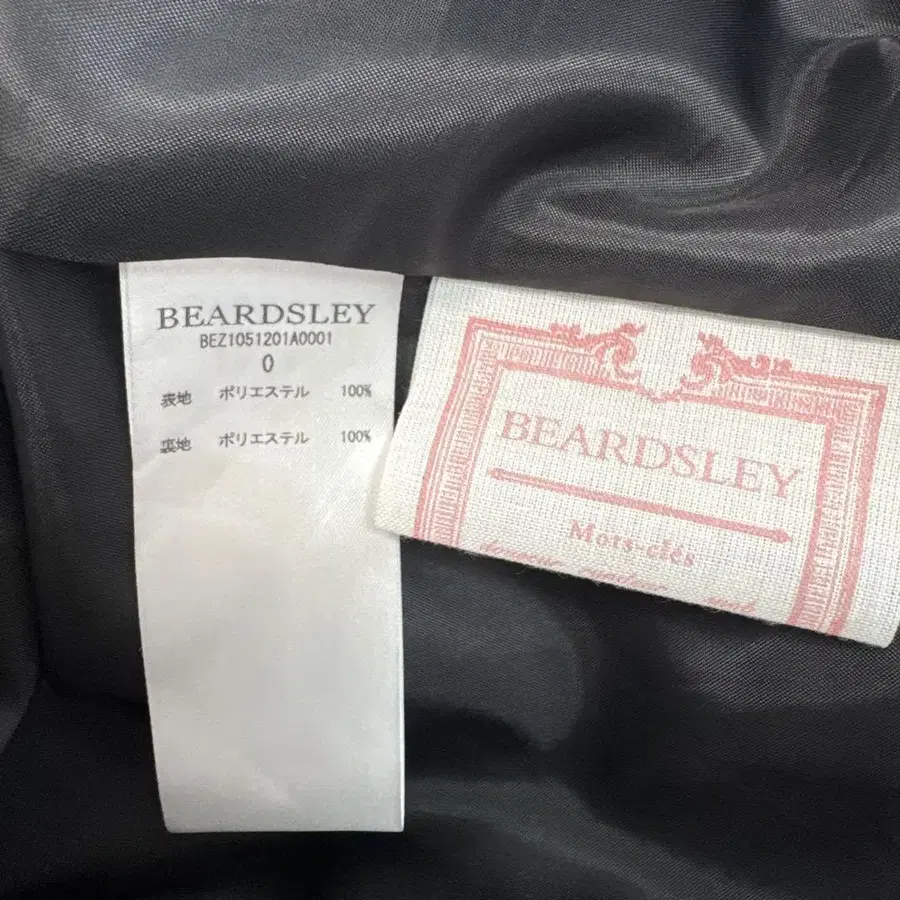 BEARDSLEY
BEZ1051201A0001
0
表地 ポリエステル 100%
裏地 ポリエステル 100%
BEARDSLEY
Mots-clés